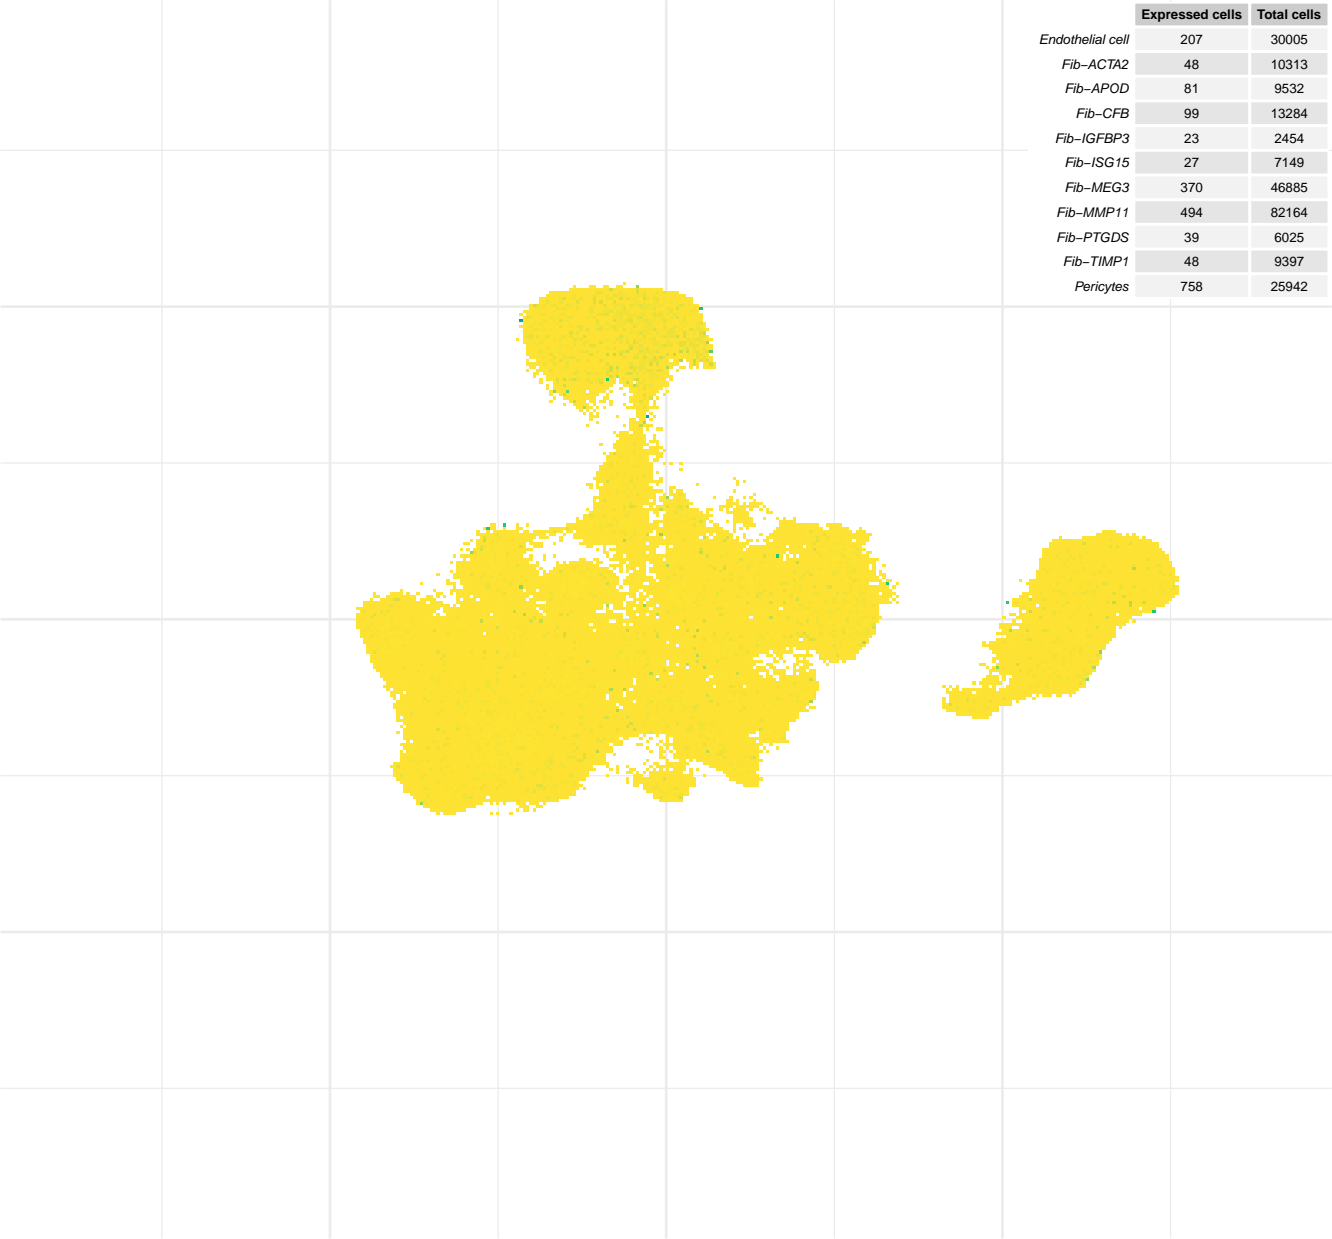 Expressed cells Total cells
Endothelial cell 207 30005
Fib−ACTA2 48 10313
Fib−APOD 81 9532
Fib−CFB 99 13284
Fib−IGFBP3 23 2454
Fib−ISG15 27 7149
Fib−MEG3 370 46885
Fib−MMP11 494 82164
Fib−PTGDS 39 6025
Fib−TIMP1 48 9397
Pericytes 758 25942